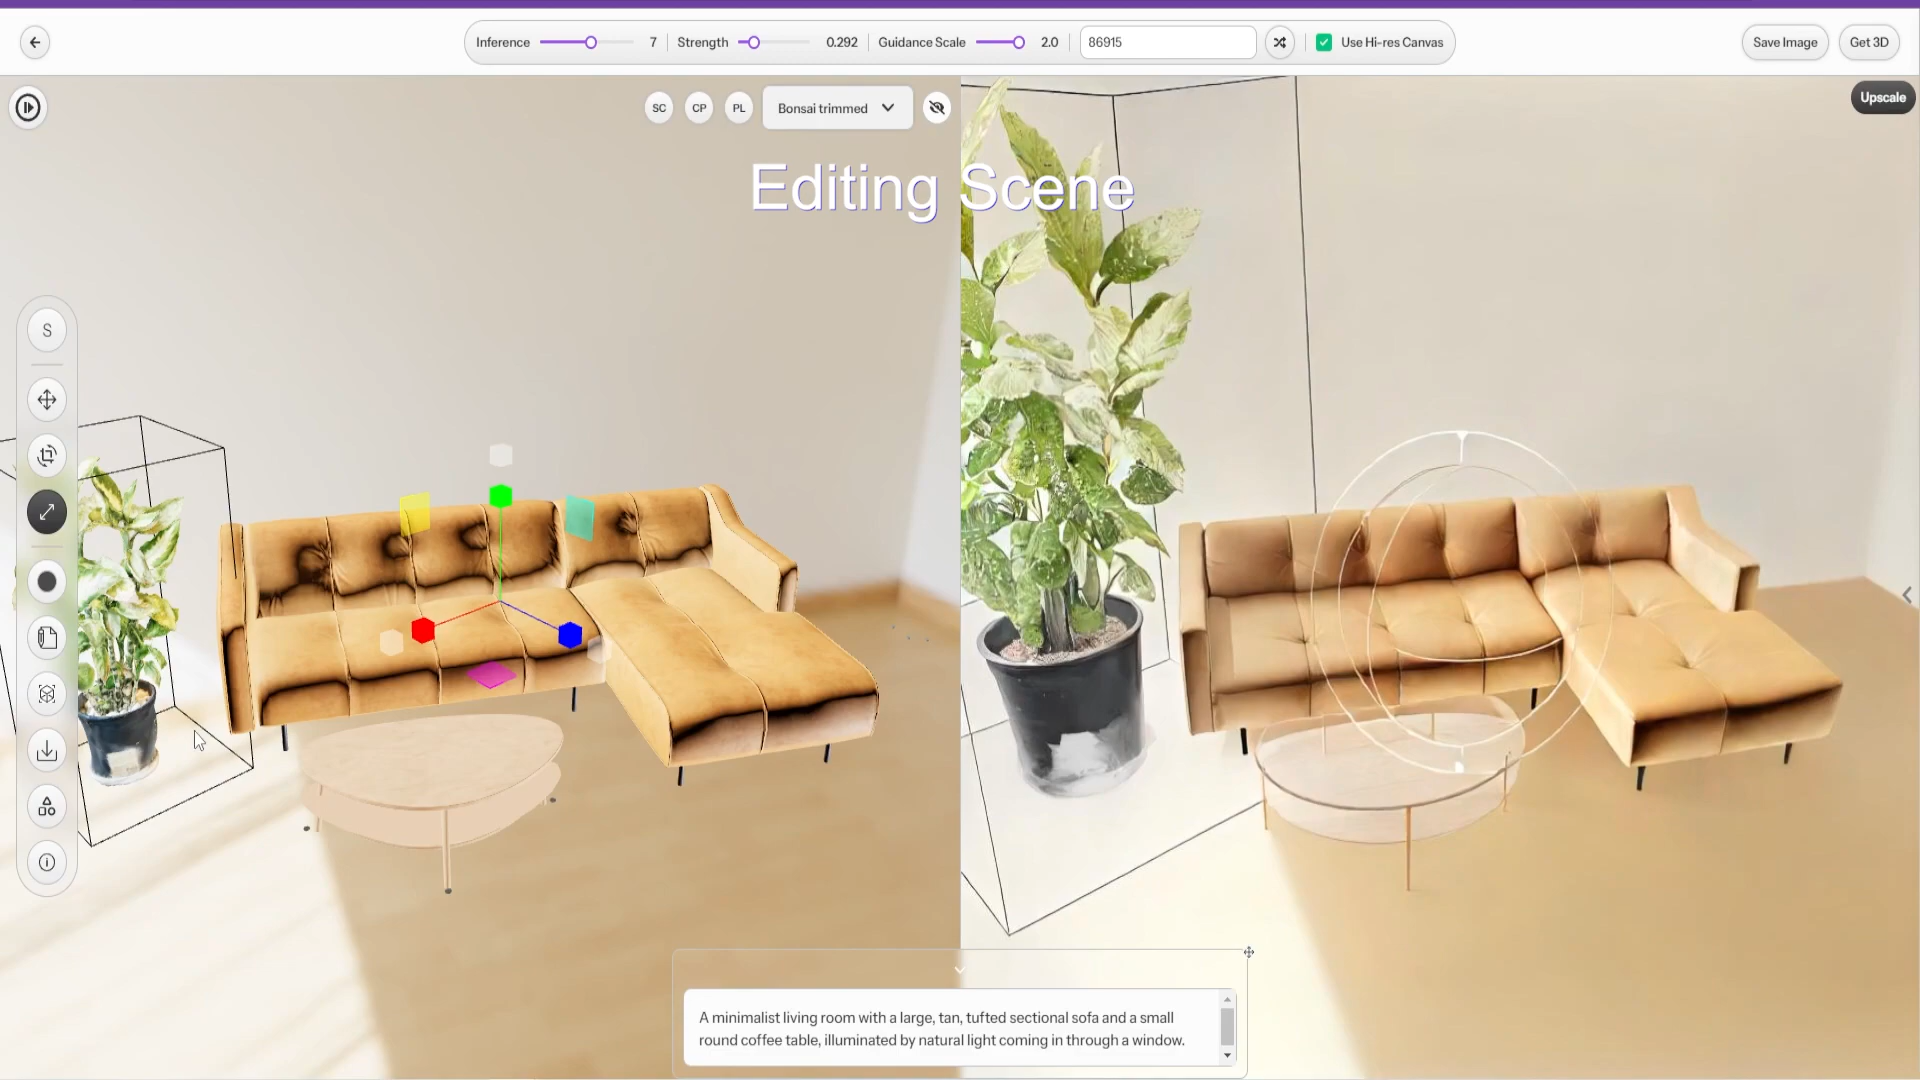 Inference 7 Strength 0.292 Guidance Scale 2.0 86915 Use Hi-res Canvas Save Image Get 3D
SC CP PL Bonsai trimmed Upscale
Editing Scene
S
A minimalist living room with a large, tan, tufted sectional sofa and a small
round coffee table, illuminated by natural light coming in through a window.